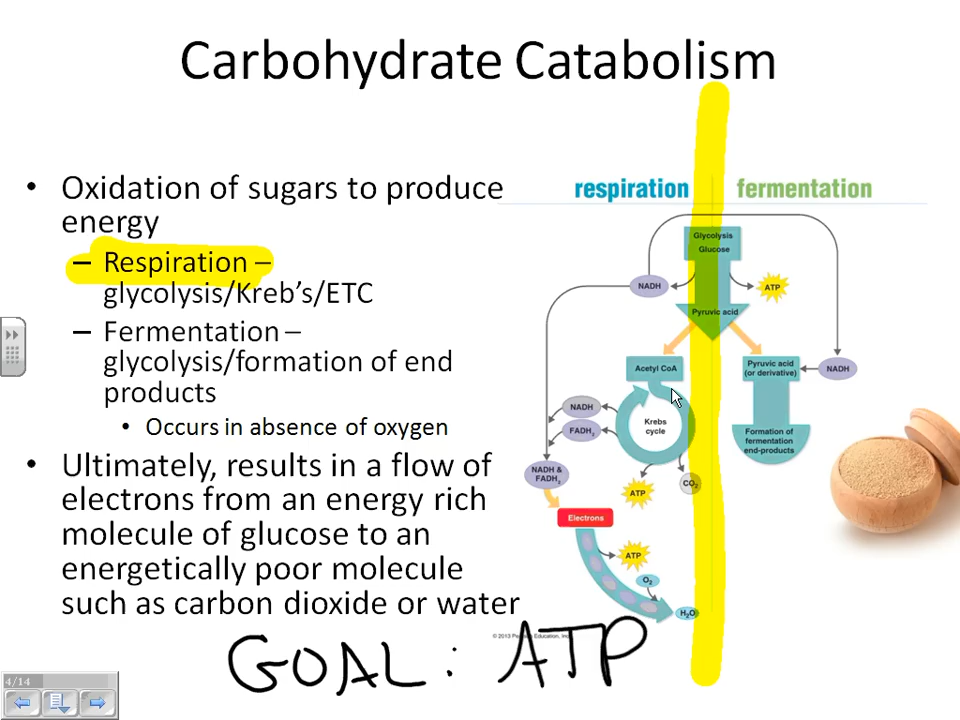 Carbohydrate Catabolism
• Oxidation of sugars to produce
energy
– Respiration –
glycolysis/Kreb's/ETC
– Fermentation –
glycolysis/formation of end
products
• Occurs in absence of oxygen
• Ultimately, results in a flow of
electrons from an energy rich
molecule of glucose to an
energetically poor molecule
such as carbon dioxide or water
respiration fermentation
Glycolysis
Glucose
NADH
ATP
Pyruvic acid
Acetyl CoA
Pyruvic acid
(or derivative)
NADH
NADH
FADH2
Krebs
cycle
Formation of
fermentation
end-products
NADH &
FADH2
ATP
CO2
Electrons
ATP
O2
H2O
© 2013 Pearson Education, Inc.
GOAL: ATP
4/14